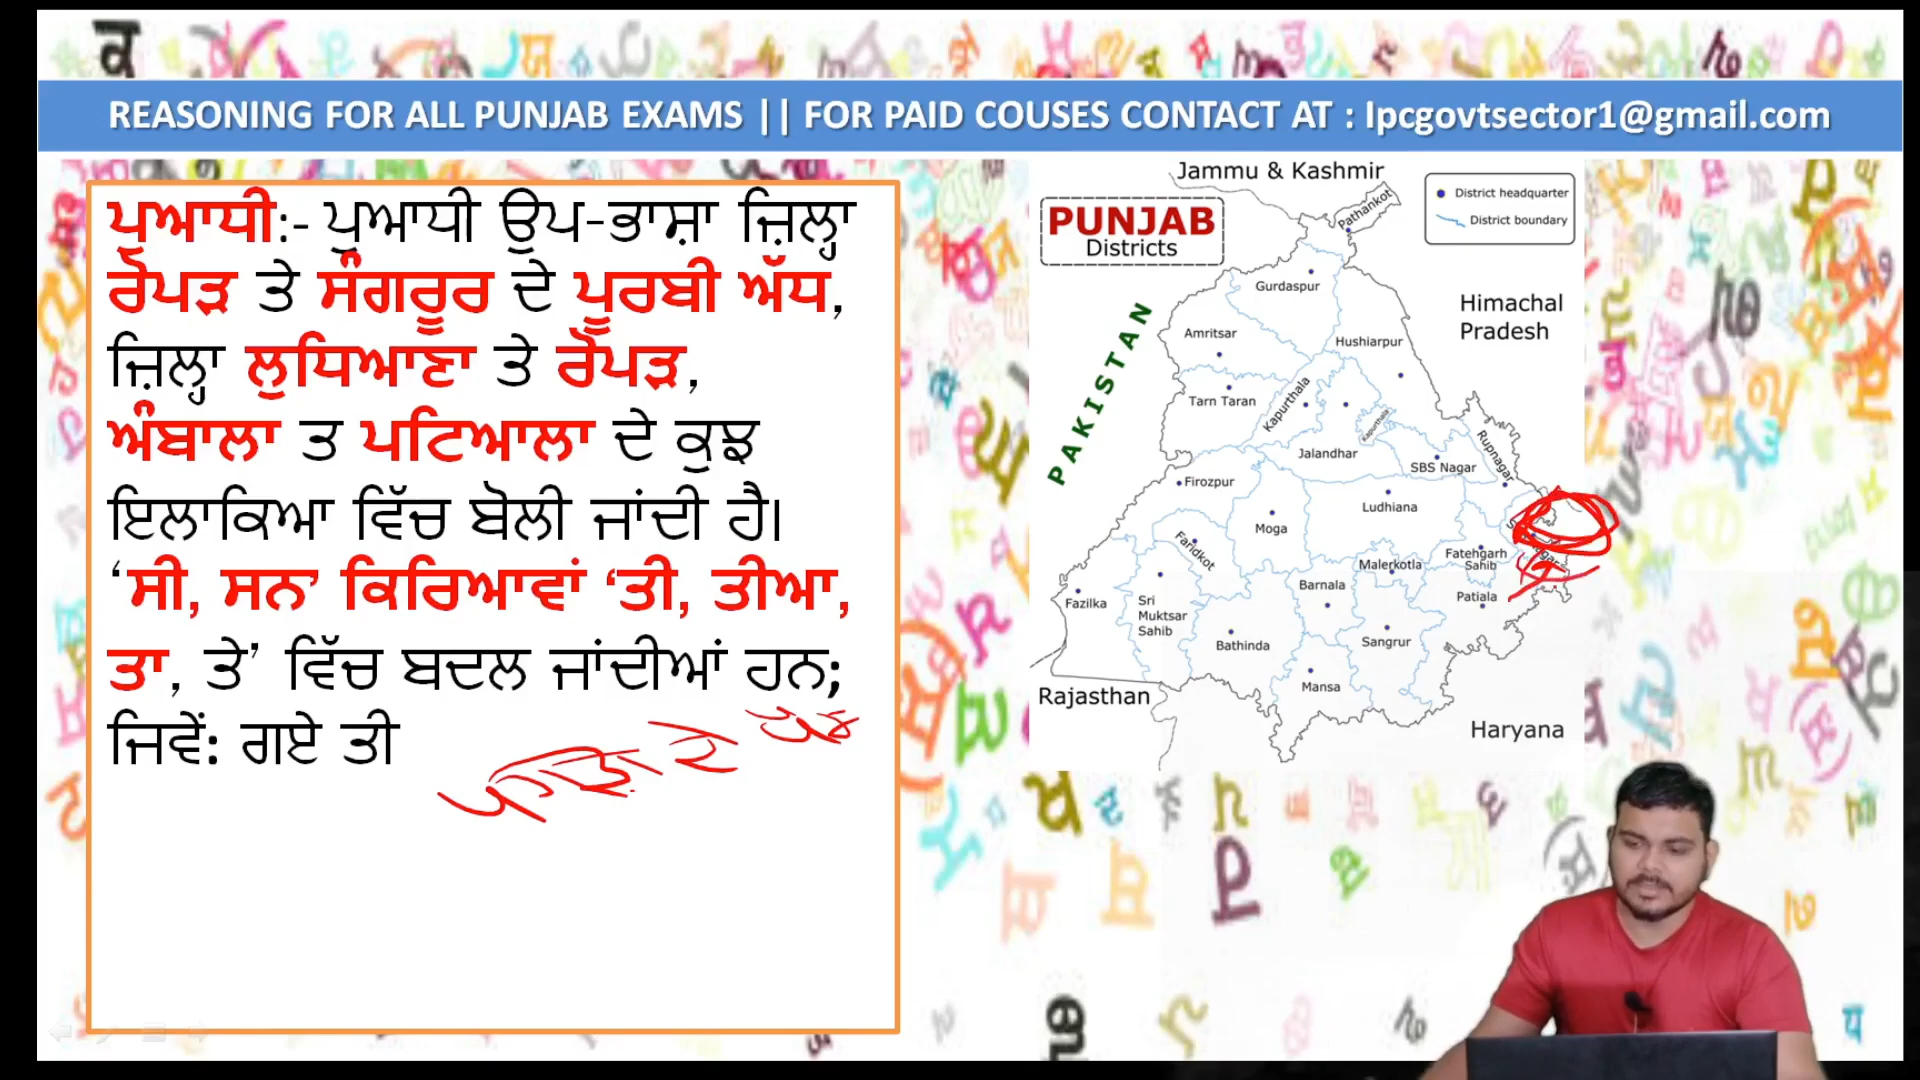 REASONING FOR ALL PUNJAB EXAMS || FOR PAID COUSES CONTACT AT : Ipcgovtsector1@gmail.com
ਪੁਆਧੀ:- ਪੁਆਧੀ ਉਪ-ਭਾਸ਼ਾ ਜ਼ਿਲ੍ਹਾ
ਰੋਪੜ ਤੇ ਸੰਗਰੂਰ ਦੇ ਪੂਰਬੀ ਅੱਧ,
ਜ਼ਿਲ੍ਹਾ ਲੁਧਿਆਣਾ ਤੇ ਰੋਪੜ,
ਅੰਬਾਲਾ ਤ ਪਟਿਆਲਾ ਦੇ ਕੁਝ
ਇਲਾਕਿਆ ਵਿੱਚ ਬੋਲੀ ਜਾਂਦੀ ਹੈ।
‘ਸੀ, ਸਨ’ ਕਿਰਿਆਵਾਂ ‘ਤੀ, ਤੀਆ,
ਤਾ, ਤੇ’ ਵਿੱਚ ਬਦਲ ਜਾਂਦੀਆਂ ਹਨ;
ਜਿਵੇਂ: ਗਏ ਤੀ
Jammu & Kashmir
PUNJAB
Districts
District headquarter
District boundary
Pathankot
Gurdaspur
Himachal
Pradesh
PAKISTAN
Amritsar
Hushiarpur
Tarn Taran
Kapurthala
Kapurthala
Jalandhar
SBS Nagar
Rupnagar
Firozpur
Ludhiana
Moga
Faridkot
Fatehgarh
Sahib
Malerkotla
Barnala
Patiala
Fazilka
Sri
Muktsar
Sahib
Bathinda
Sangrur
Mansa
Rajasthan
Haryana